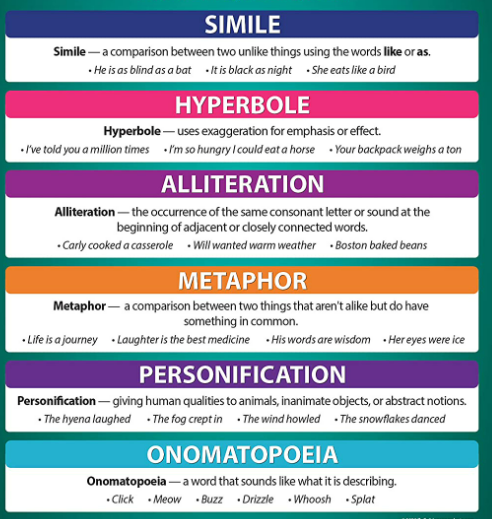 SIMILE
Simile — a comparison between two unlike things using the words like or as.
• He is as blind as a bat • It is black as night • She eats like a bird
HYPERBOLE
Hyperbole — uses exaggeration for emphasis or effect.
• I've told you a million times • I'm so hungry I could eat a horse • Your backpack weighs a ton
ALLITERATION
Alliteration — the occurrence of the same consonant letter or sound at the
beginning of adjacent or closely connected words.
• Carly cooked a casserole • Will wanted warm weather • Boston baked beans
METAPHOR
Metaphor — a comparison between two things that aren't alike but do have
something in common.
• Life is a journey • Laughter is the best medicine • His words are wisdom • Her eyes were ice
PERSONIFICATION
Personification — giving human qualities to animals, inanimate objects, or abstract notions.
• The hyena laughed • The fog crept in • The wind howled • The snowflakes danced
ONOMATOPOEIA
Onomatopoeia — a word that sounds like what it is describing.
• Click • Meow • Buzz • Drizzle • Whoosh • Splat